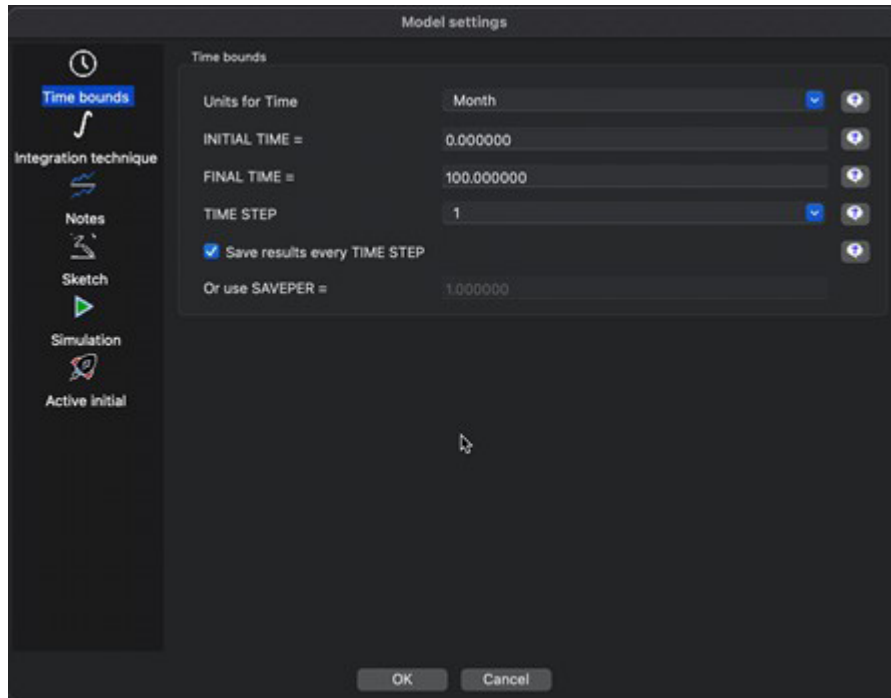 Model settings
Time bounds
Integration technique
Notes
Sketch
Simulation
Active initial
Time bounds
Units for Time Month
INITIAL TIME = 0.000000
FINAL TIME = 100.000000
TIME STEP 1
Save results every TIME STEP
Or use SAVEPER = 1.000000
OK Cancel